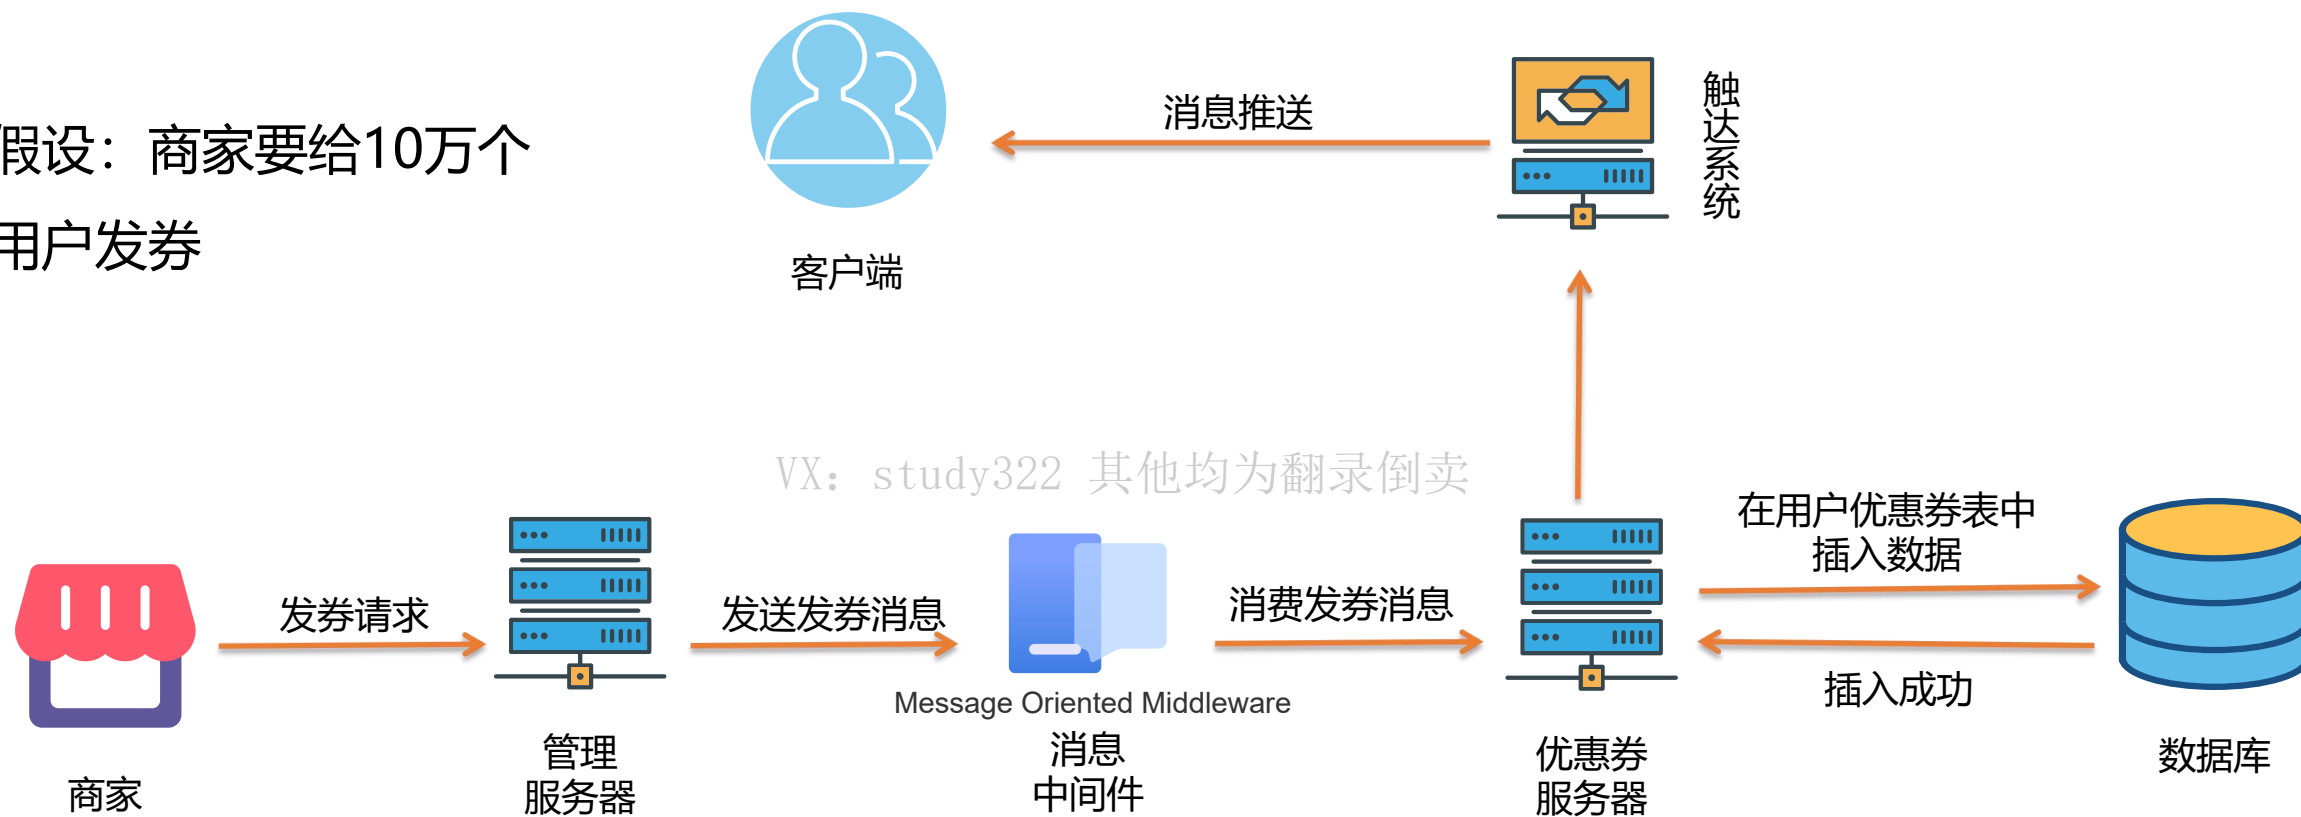 假设：商家要给10万个
用户发券
消息推送
触达系统
客户端
VX：study322 其他均为翻录倒卖
在用户优惠券表中
插入数据
发券请求
发送发券消息
消费发券消息
插入成功
Message Oriented Middleware
商家
管理
服务器
消息
中间件
优惠券
服务器
数据库